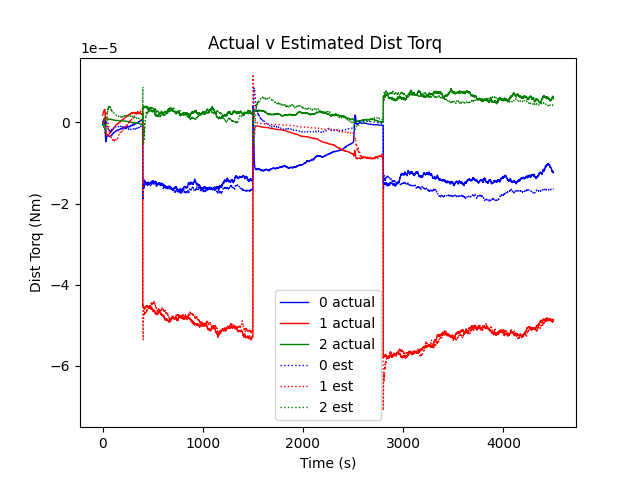 Actual v Estimated Dist Torq
1e−5
0
−2
−4
−6
Dist Torq (Nm)
0 actual
1 actual
2 actual
0 est
1 est
2 est
0 1000 2000 3000 4000
Time (s)